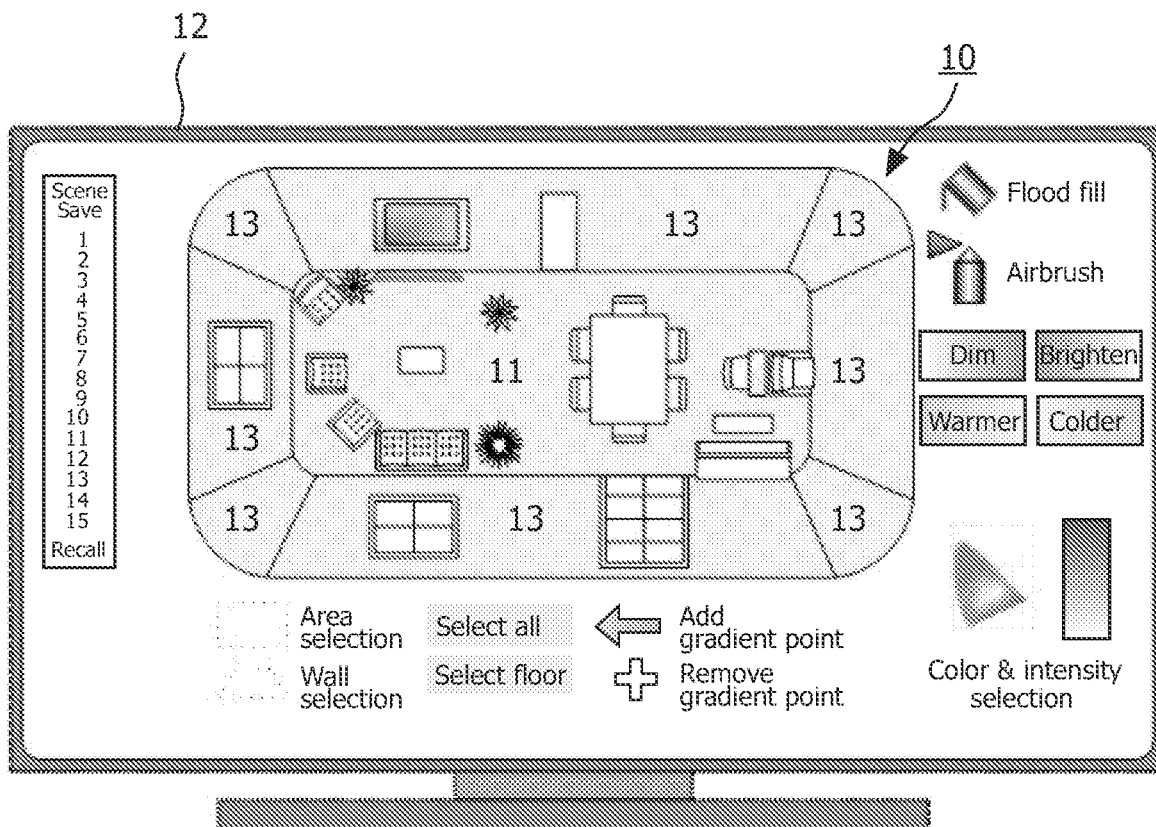 12
10
Scene
Save
1
2
3
4
5
6
7
8
9
10
11
12
13
14
15
Recall
13
13
13
11
13
13
13
13
13
Flood fill
Airbrush
Dim
Brighten
Warmer
Colder
Area
selection
Select all
Add
gradient point
Wall
selection
Select floor
Remove
gradient point
Color & intensity
selection